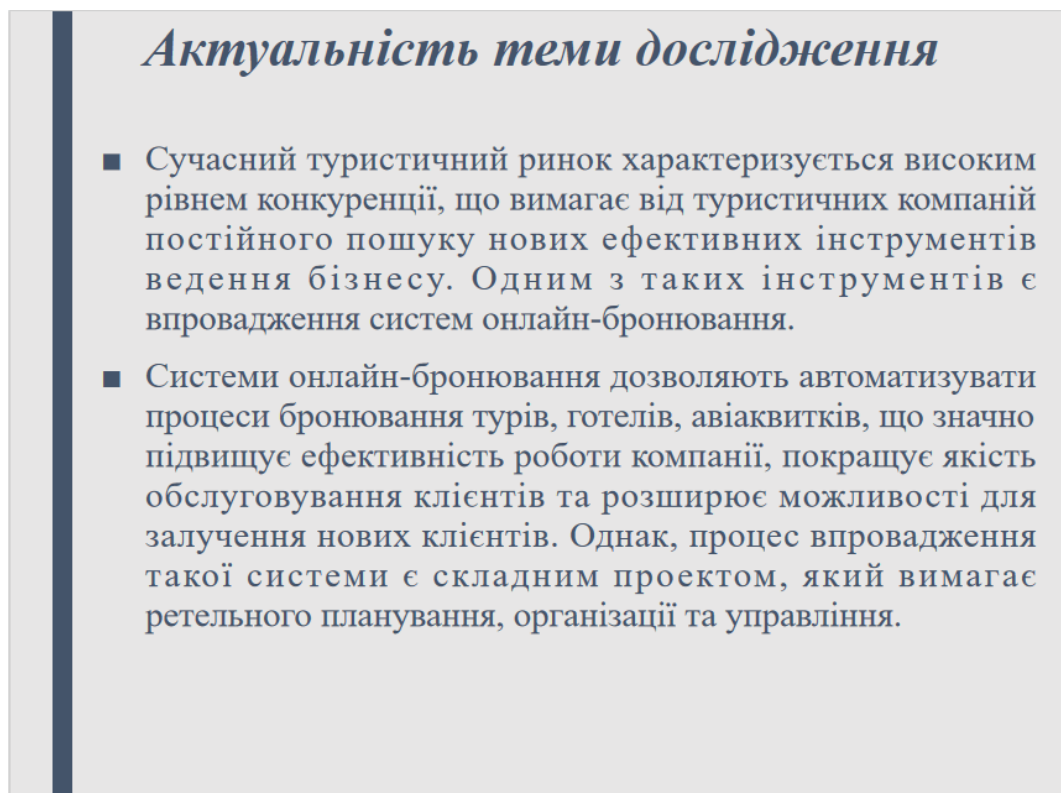 Актуальність теми дослідження
■ Сучасний туристичний ринок характеризується високим
рівнем конкуренції, що вимагає від туристичних компаній
постійного пошуку нових ефективних інструментів
ведення бізнесу. Одним з таких інструментів є
впровадження систем онлайн-бронювання.
■ Системи онлайн-бронювання дозволяють автоматизувати
процеси бронювання турів, готелів, авіаквитків, що значно
підвищує ефективність роботи компанії, покращує якість
обслуговування клієнтів та розширює можливості для
залучення нових клієнтів. Однак, процес впровадження
такої системи є складним проектом, який вимагає
ретельного планування, організації та управління.